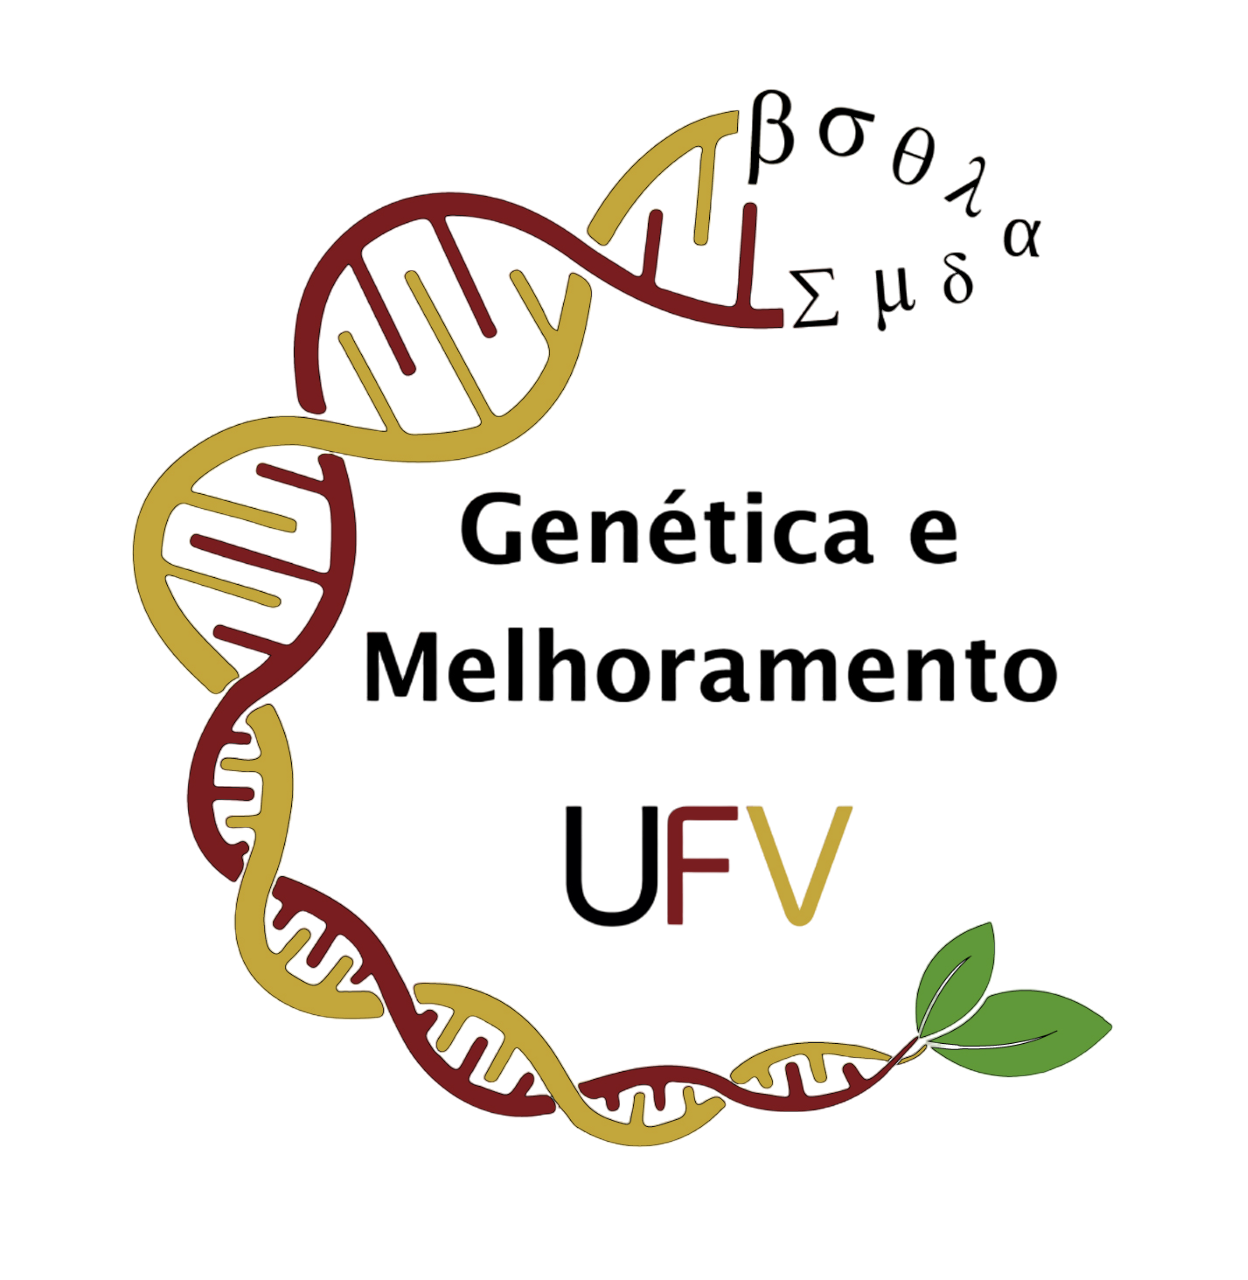 β σ θ λ α
Σ μ δ
Genética e
Melhoramento
UFV